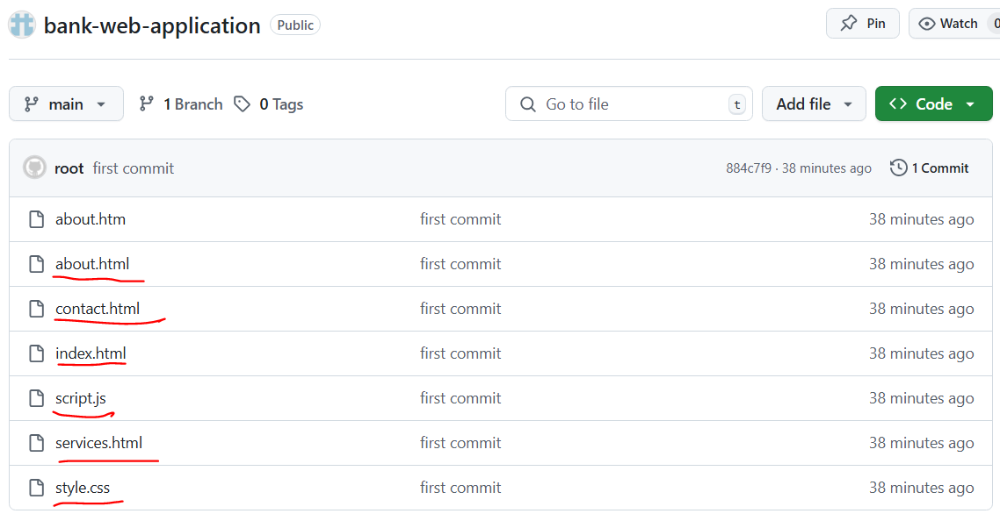 bank-web-application Public Pin Watch 0
main 1 Branch 0 Tags Go to file t Add file Code
root first commit 884c7f9 · 38 minutes ago 1 Commit
about.htm first commit 38 minutes ago
about.html first commit 38 minutes ago
contact.html first commit 38 minutes ago
index.html first commit 38 minutes ago
script.js first commit 38 minutes ago
services.html first commit 38 minutes ago
style.css first commit 38 minutes ago